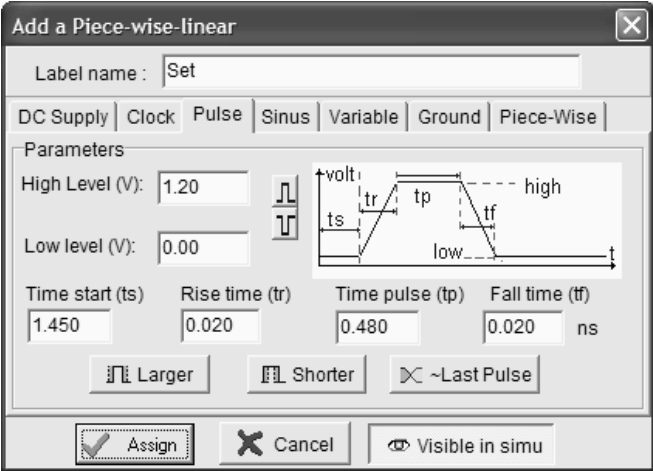 Add a Piece-wise-linear
Label name : Set
DC Supply Clock Pulse Sinus Variable Ground Piece-Wise
Parameters
High Level (V): 1.20
Low level (V): 0.00
volt
tr
tp
high
ts
tf
low
t
Time start (ts) Rise time (tr) Time pulse (tp) Fall time (tf)
1.450 0.020 0.480 0.020 ns
Larger Shorter ~Last Pulse
Assign Cancel Visible in simu